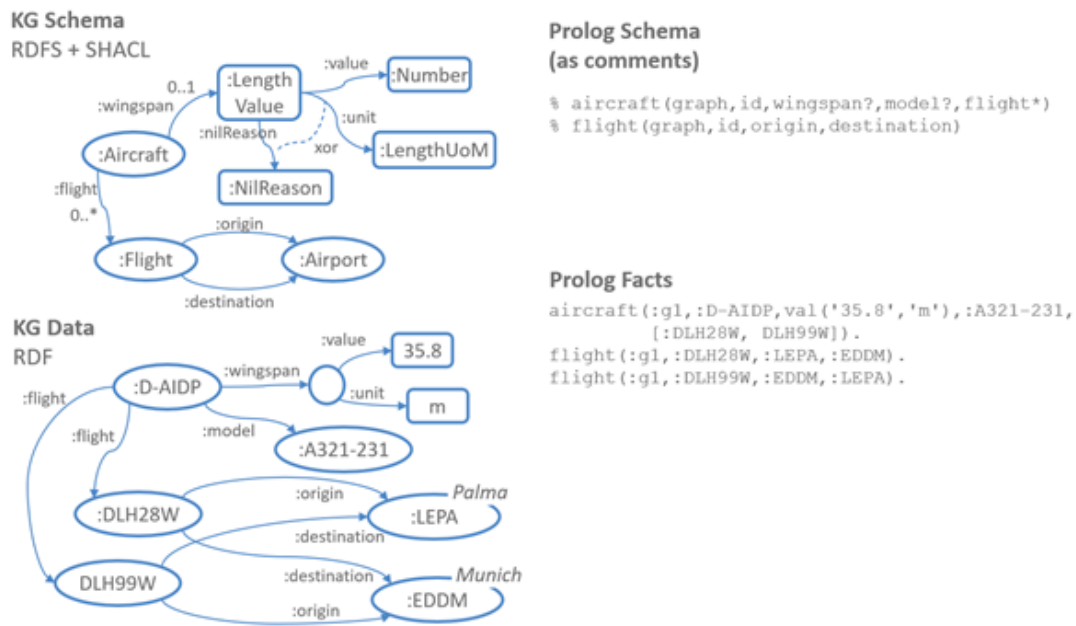 KG Schema
RDFS + SHACL
:wingspan
0..1
:Length
Value
:value
:Number
:nilReason
:unit
xor
:LengthUoM
:Aircraft
:NilReason
:flight
0..*
:origin
:Flight
:Airport
:destination
KG Data
RDF
:value
35.8
:D-AIDP
:wingspan
:unit
m
:flight
:flight
:model
:A321-231
:origin
Palma
:DLH28W
:LEPA
:destination
:destination
Munich
DLH99W
:EDDM
:origin
Prolog Schema
(as comments)
% aircraft(graph,id,wingspan?,model?,flight*)
% flight(graph,id,origin,destination)
Prolog Facts
aircraft(:g1,:D-AIDP,val('35.8','m'),:A321-231,
[:DLH28W, DLH99W]).
flight(:g1,:DLH28W,:LEPA,:EDDM).
flight(:g1,:DLH99W,:EDDM,:LEPA).